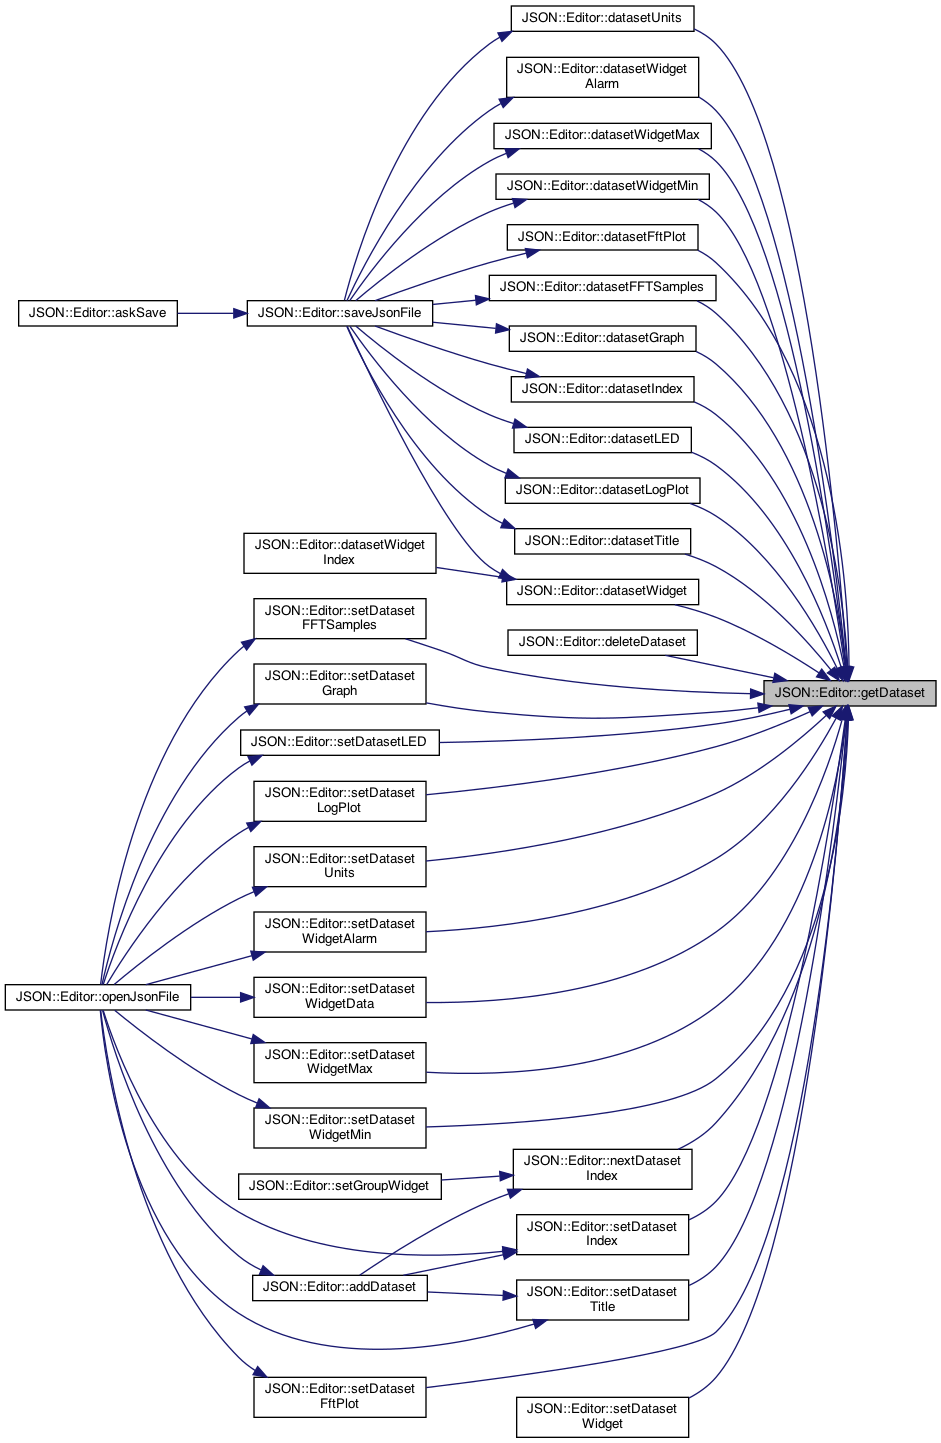 JSON::Editor::datasetUnits
JSON::Editor::datasetWidget
Alarm
JSON::Editor::datasetWidgetMax
JSON::Editor::datasetWidgetMin
JSON::Editor::datasetFftPlot
JSON::Editor::datasetFFTSamples
JSON::Editor::askSave
JSON::Editor::saveJsonFile
JSON::Editor::datasetGraph
JSON::Editor::datasetIndex
JSON::Editor::datasetLED
JSON::Editor::datasetLogPlot
JSON::Editor::datasetTitle
JSON::Editor::datasetWidget
Index
JSON::Editor::datasetWidget
JSON::Editor::setDataset
FFTSamples
JSON::Editor::deleteDataset
JSON::Editor::setDataset
Graph
JSON::Editor::getDataset
JSON::Editor::setDatasetLED
JSON::Editor::setDataset
LogPlot
JSON::Editor::setDataset
Units
JSON::Editor::setDataset
WidgetAlarm
JSON::Editor::openJsonFile
JSON::Editor::setDataset
WidgetData
JSON::Editor::setDataset
WidgetMax
JSON::Editor::setDataset
WidgetMin
JSON::Editor::nextDataset
Index
JSON::Editor::setGroupWidget
JSON::Editor::setDataset
Index
JSON::Editor::addDataset
JSON::Editor::setDataset
Title
JSON::Editor::setDataset
FftPlot
JSON::Editor::setDataset
Widget